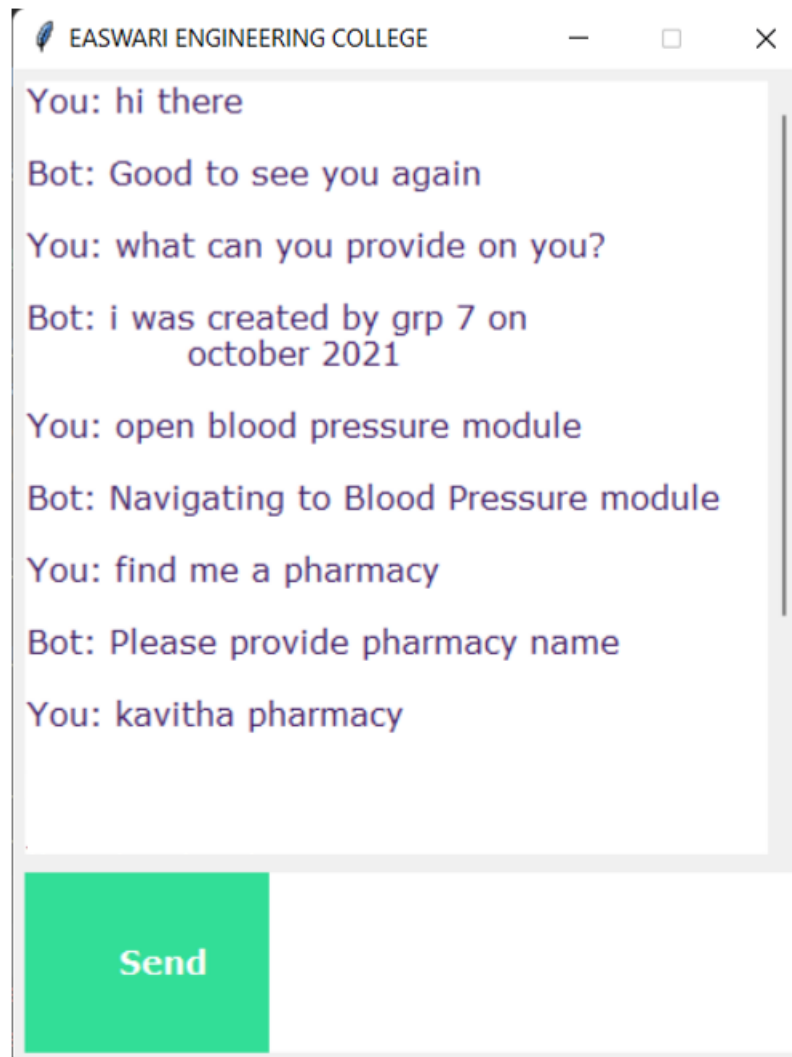 EASWARI ENGINEERING COLLEGE
You: hi there
Bot: Good to see you again
You: what can you provide on you?
Bot: i was created by grp 7 on
october 2021
You: open blood pressure module
Bot: Navigating to Blood Pressure module
You: find me a pharmacy
Bot: Please provide pharmacy name
You: kavitha pharmacy
Send